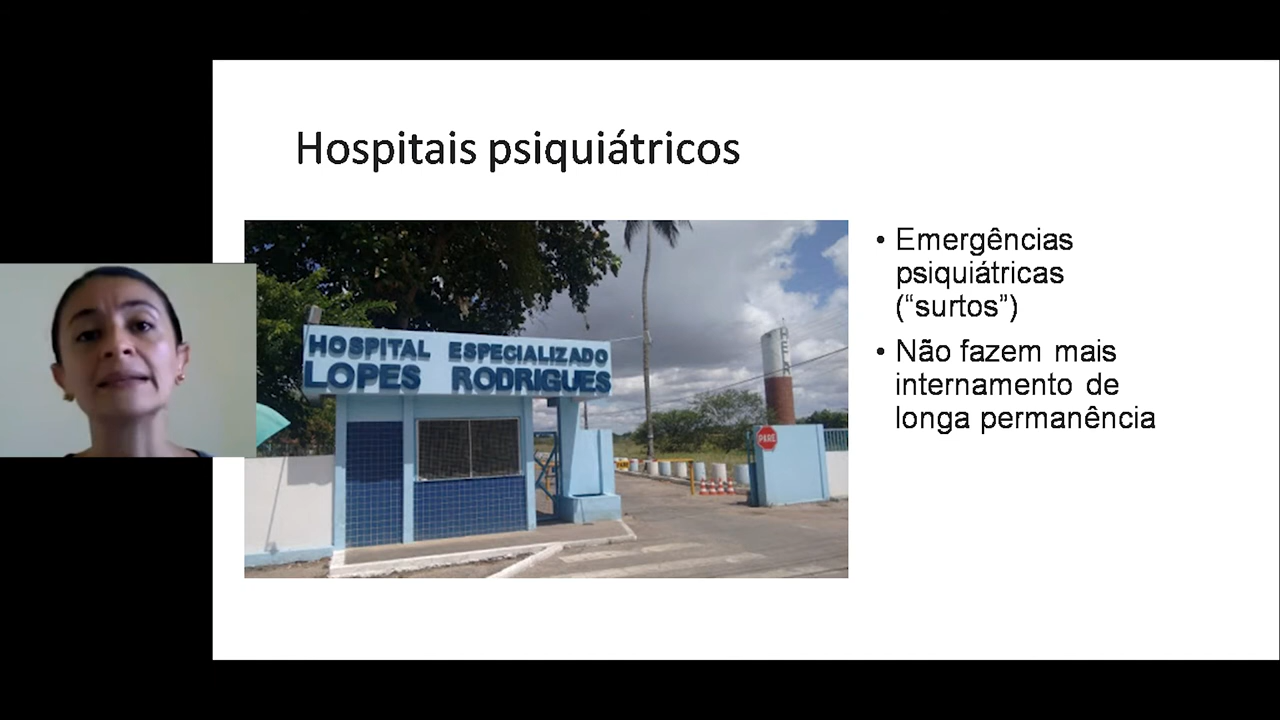 Hospitais psiquiátricos
HOSPITAL ESPECIALIZADO
LOPES RODRIGUES
PARE
• Emergências
psiquiátricas
(“surtos”)
• Não fazem mais
internamento de
longa permanência